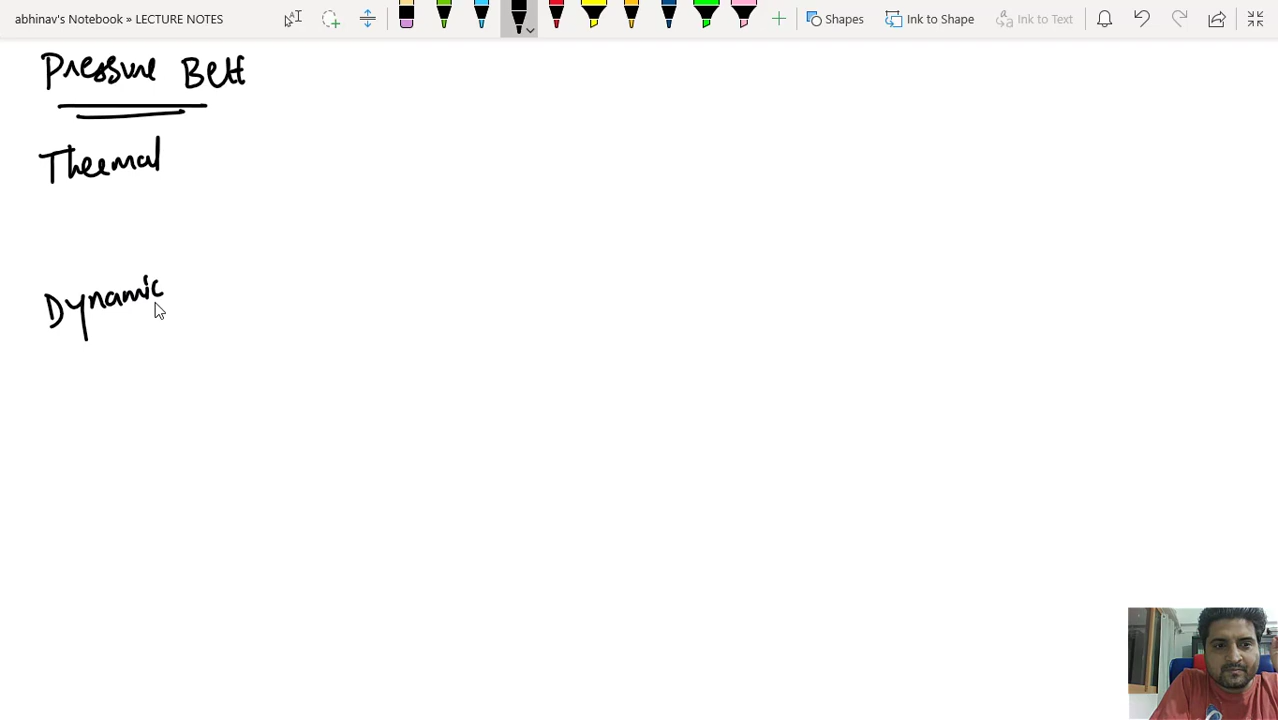 abhinav's Notebook » LECTURE NOTES
Shapes
Ink to Shape
Ink to Text
Pressure Belt
Thermal
Dynamic